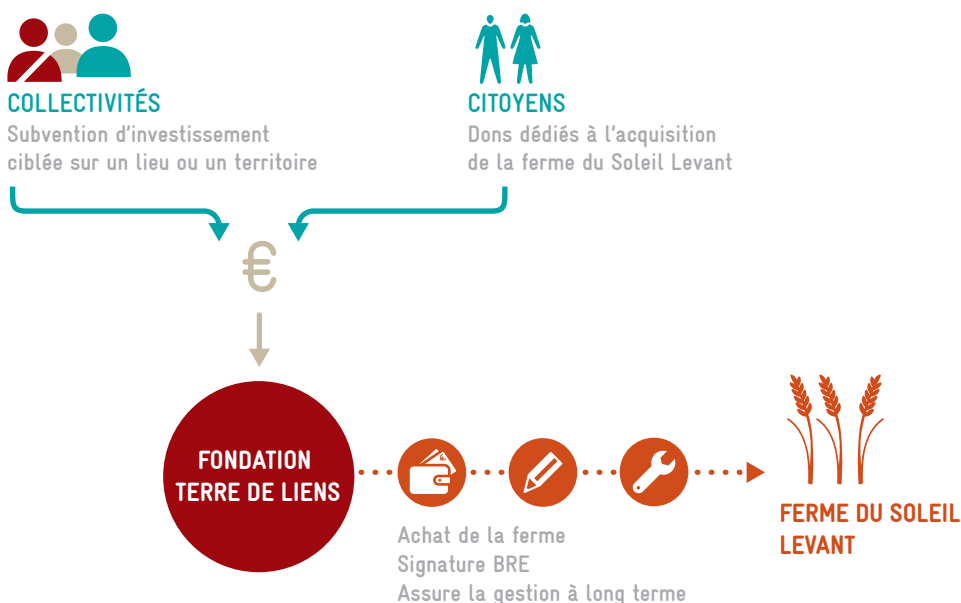 COLLECTIVITÉS
Subvention d'investissement
ciblée sur un lieu ou un territoire
CITOYENS
Dons dédiés à l'acquisition
de la ferme du Soleil Levant
€
FONDATION
TERRE DE LIENS
Achat de la ferme
Signature BRE
Assure la gestion à long terme
FERME DU SOLEIL
LEVANT